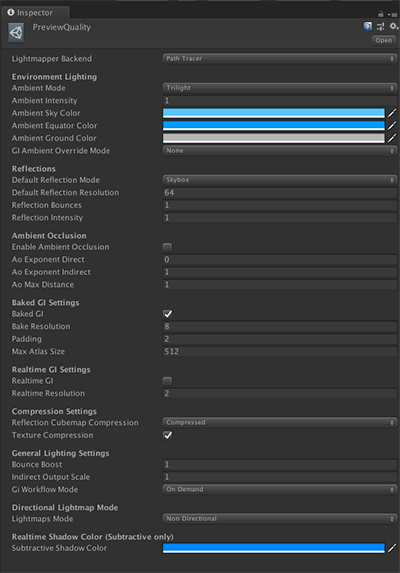 Inspector
PreviewQuality
Open
Lightmapper Backend Path Tracer
Environment Lighting
Ambient Mode Trilight
Ambient Intensity 1
Ambient Sky Color
Ambient Equator Color
Ambient Ground Color
GI Ambient Override Mode None
Reflections
Default Reflection Mode Skybox
Default Reflection Resolution 64
Reflection Bounces 1
Reflection Intensity 1
Ambient Occlusion
Enable Ambient Occlusion
Ao Exponent Direct 0
Ao Exponent Indirect 1
Ao Max Distance 1
Baked GI Settings
Baked GI
Bake Resolution 8
Padding 2
Max Atlas Size 512
Realtime GI Settings
Realtime GI
Realtime Resolution 2
Compression Settings
Reflection Cubemap Compression Compressed
Texture Compression
General Lighting Settings
Bounce Boost 1
Indirect Output Scale 1
Gi Workflow Mode On Demand
Directional Lightmap Mode
Lightmaps Mode Non Directional
Realtime Shadow Color (Subtractive only)
Subtractive Shadow Color